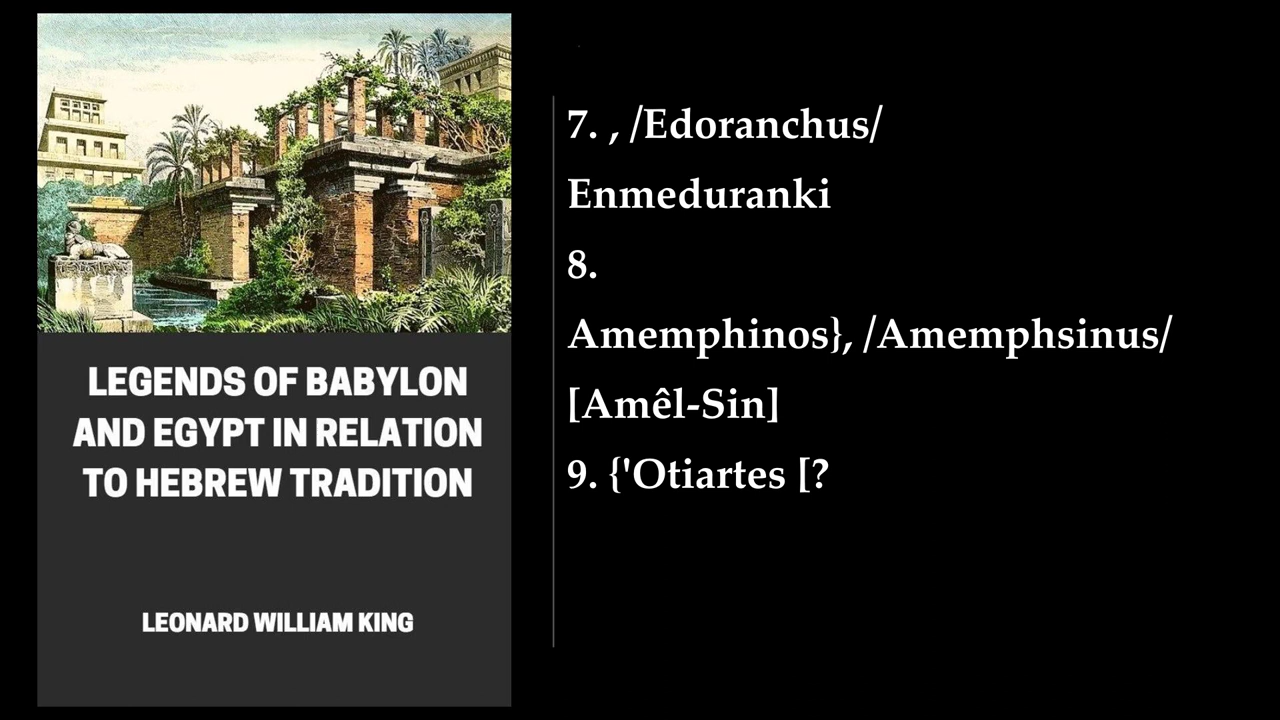 LEGENDS OF BABYLON
AND EGYPT IN RELATION
TO HEBREW TRADITION
LEONARD WILLIAM KING
7. , /Edoranchus/
Enmeduranki
8.
Amemphinos}, /Amemphsinus/
[Amêl-Sin]
9. {'Otiartes [?